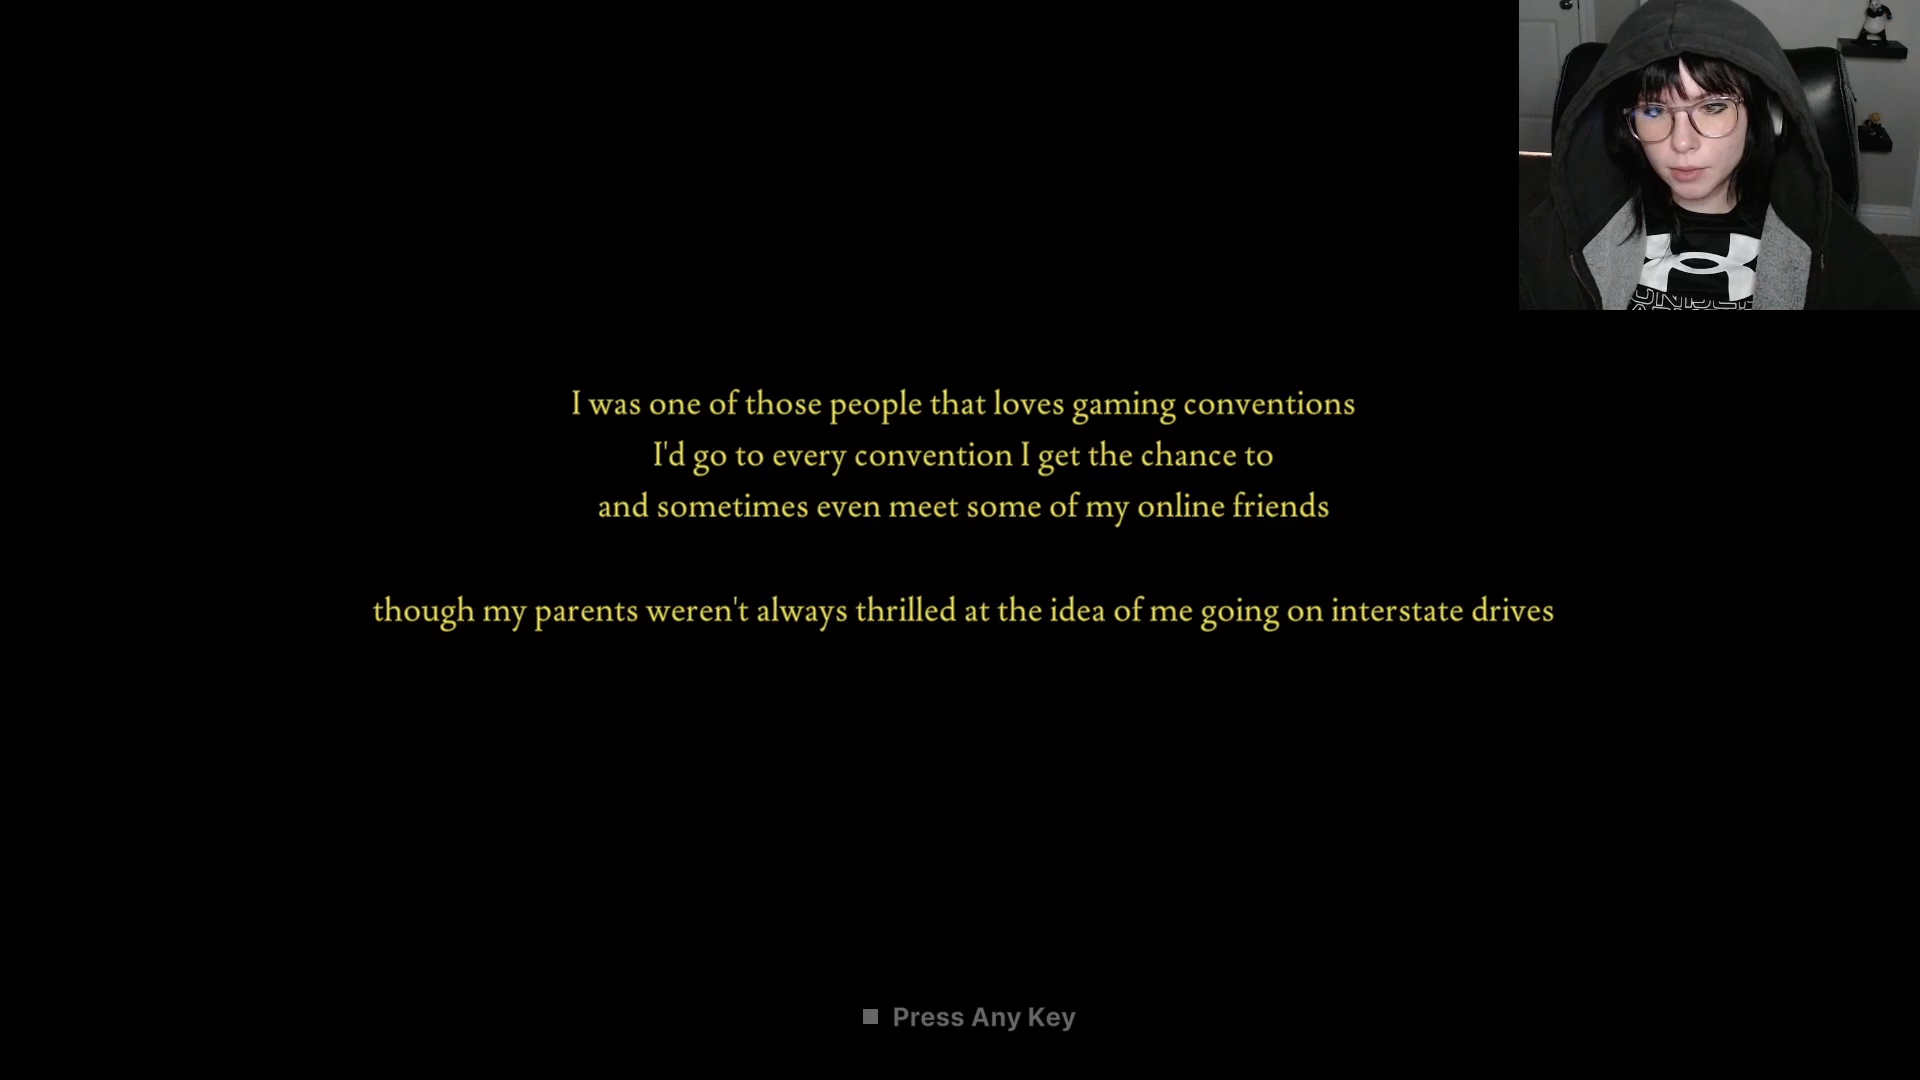 I was one of those people that loves gaming conventions
I'd go to every convention I get the chance to
and sometimes even meet some of my online friends
though my parents weren't always thrilled at the idea of me going on interstate drives
Press Any Key